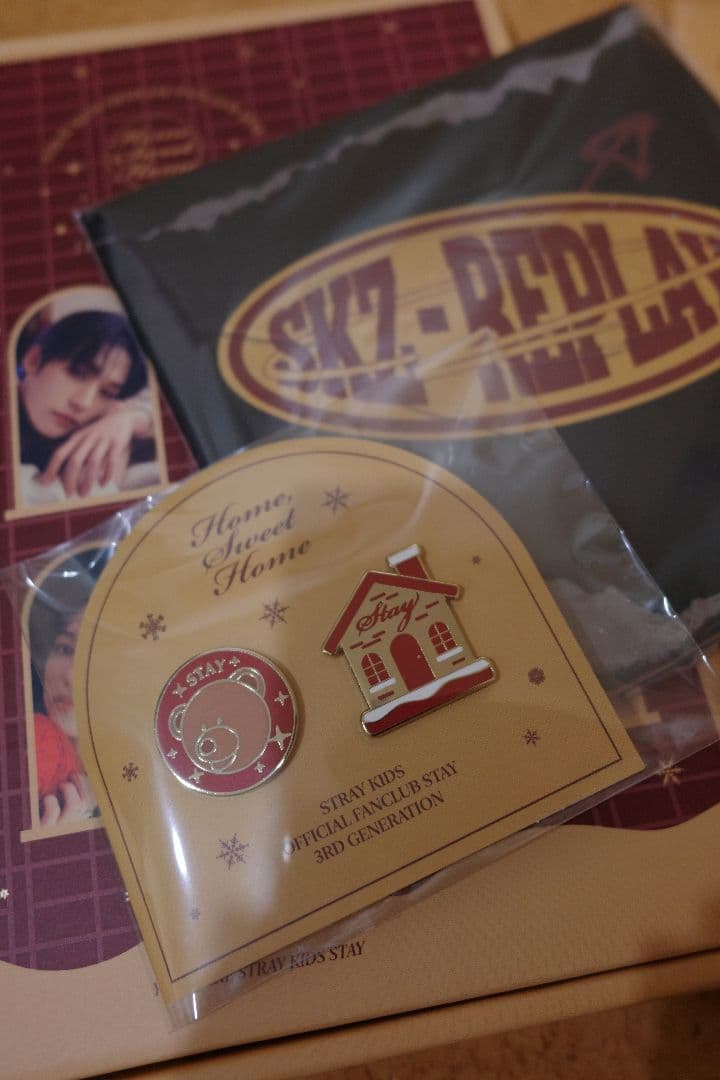 SKZ-REPLAY
Home,
Sweet
Home
Stay
STAY
STRAY KIDS
OFFICIAL FANCLUB STAY
3RD GENERATION
STRAY KIDS STAY